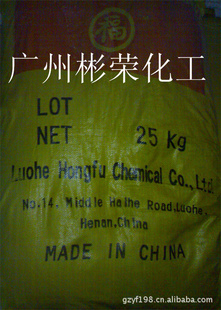 福
广州彬荣化工
LOT
NET 25 Kg
Luohe Hongfu Chemical Co.,Ltd.
No.14, Middle Haihe Road,Luohe,
Henan,China
MADE IN CHINA
gzyf198.cn.alibaba.com